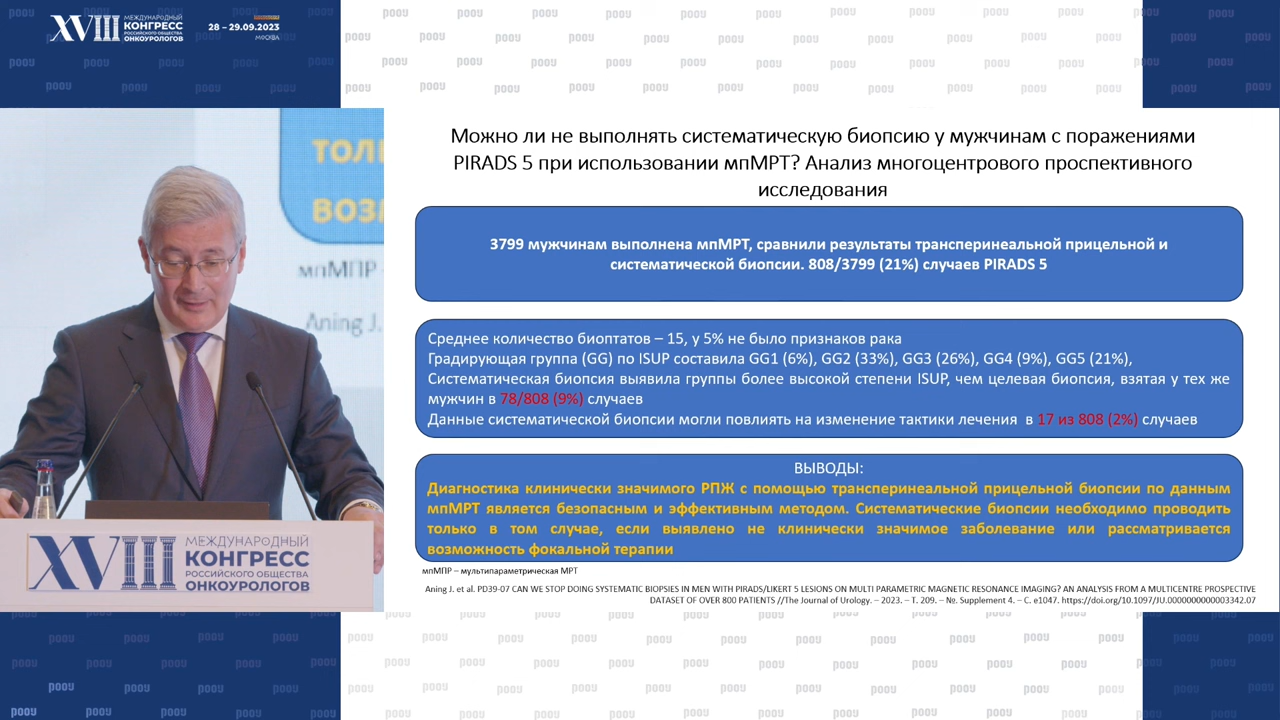 XVIII МЕЖДУНАРОДНЫЙ
КОНГРЕСС
РОССИЙСКОГО ОБЩЕСТВА
ОНКОУРОЛОГОВ
28 – 29.09.2023
МОСКВА
ТОЛ
ВОЗ
мпМПР –
Aning J.
XVIII МЕЖДУНАРОДНЫЙ
КОНГРЕСС
РОССИЙСКОГО ОБЩЕСТВА
ОНКОУРОЛОГОВ
Можно ли не выполнять систематическую биопсию у мужчинам с поражениями
PIRADS 5 при использовании мпМРТ? Анализ многоцентрового проспективного
исследования
3799 мужчинам выполнена мпМРТ, сравнили результаты трансперинеальной прицельной и
систематической биопсии. 808/3799 (21%) случаев PIRADS 5
Среднее количество биоптатов – 15, у 5% не было признаков рака
Градирующая группа (GG) по ISUP составила GG1 (6%), GG2 (33%), GG3 (26%), GG4 (9%), GG5 (21%),
Систематическая биопсия выявила группы более высокой степени ISUP, чем целевая биопсия, взятая у тех же
мужчин в 78/808 (9%) случаев
Данные систематической биопсии могли повлиять на изменение тактики лечения в 17 из 808 (2%) случаев
ВЫВОДЫ:
Диагностика клинически значимого РПЖ с помощью трансперинеальной прицельной биопсии по данным
мпМРТ является безопасным и эффективным методом. Систематические биопсии необходимо проводить
только в том случае, если выявлено не клинически значимое заболевание или рассматривается
возможность фокальной терапии
мпМПР – мультипараметрическая МРТ
Aning J. et al. PD39-07 CAN WE STOP DOING SYSTEMATIC BIOPSIES IN MEN WITH PIRADS/LIKERT 5 LESIONS ON MULTI PARAMETRIC MAGNETIC RESONANCE IMAGING? AN ANALYSIS FROM A MULTICENTRE PROSPECTIVE
DATASET OF OVER 800 PATIENTS //The Journal of Urology. – 2023. – Т. 209. – №. Supplement 4. – С. e1047. https://doi.org/10.1097/JU.0000000000003342.07